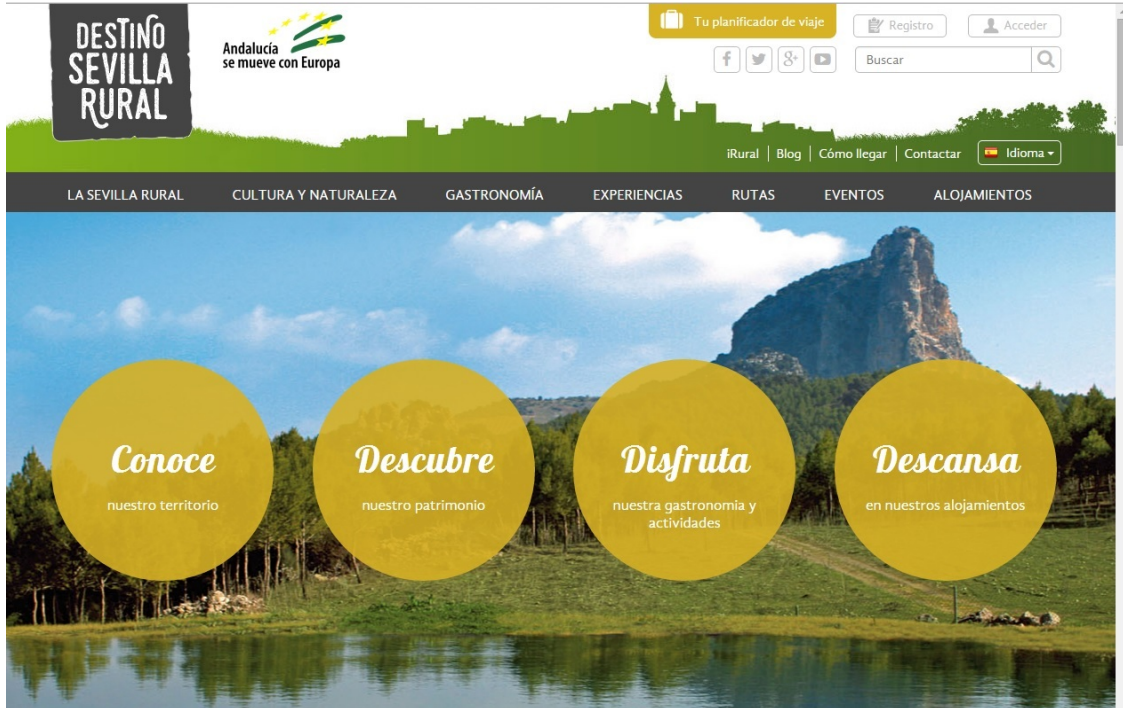 DESTINO
SEVILLA
RURAL
Andalucía
se mueve con Europa
Tu planificador de viaje
Registro
Acceder
f
8+
Buscar
iRural | Blog | Cómo llegar | Contactar
Idioma
LA SEVILLA RURAL
CULTURA Y NATURALEZA
GASTRONOMÍA
EXPERIENCIAS
RUTAS
EVENTOS
ALOJAMIENTOS
Conoce
nuestro territorio
Descubre
nuestro patrimonio
Disfruta
nuestra gastronomia y
actividades
Descansa
en nuestros alojamientos